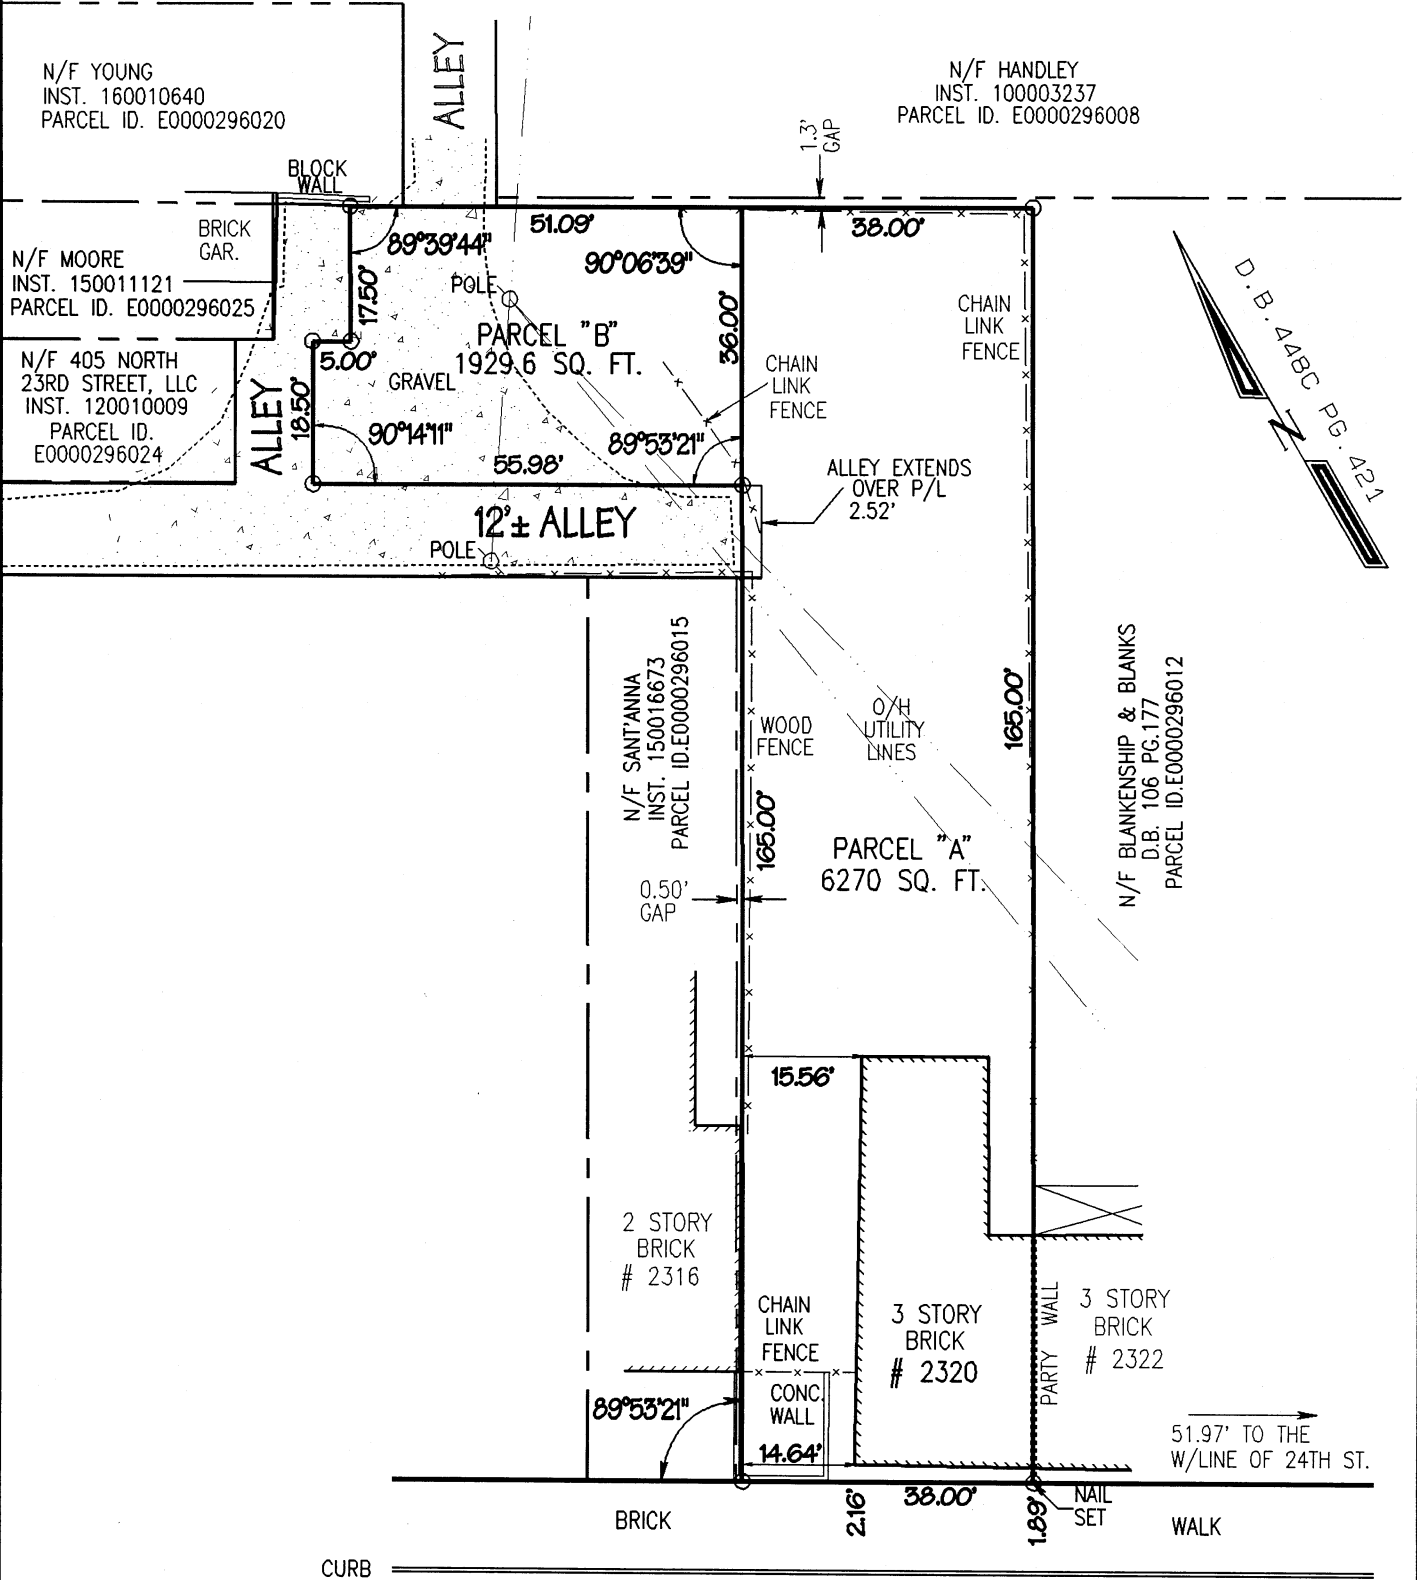 N/F YOUNG
INST. 160010640
PARCEL ID. E0000296020
ALLEY
N/F HANDLEY
INST. 100003237
PARCEL ID. E0000296008
1.3'
GAP
BLOCK
WALL
BRICK
GAR.
N/F MOORE
INST. 150011121
PARCEL ID. E0000296025
N/F 405 NORTH
23RD STREET, LLC
INST. 120010009
PARCEL ID.
E0000296024
ALLEY
51.09'
38.00'
89°39'44"
90°06'39"
17.50'
POLE
PARCEL "B"
1929.6 SQ. FT.
36.00'
5.00'
GRAVEL
18.50'
90°14'11"
89°53'21"
55.98'
CHAIN
LINK
FENCE
CHAIN
LINK
FENCE
D.B. 448C PG. 421
N
ALLEY EXTENDS
OVER P/L
2.52'
12'± ALLEY
POLE
N/F SANT'ANNA
INST. 150016673
PARCEL ID.E0000296015
WOOD
FENCE
O/H
UTILITY
LINES
165.00'
165.00'
N/F BLANKENSHIP & BLANKS
D.B. 106 PG.177
PARCEL ID.E0000296012
PARCEL "A"
6270 SQ. FT.
0.50'
GAP
15.56'
2 STORY
BRICK
# 2316
CHAIN
LINK
FENCE
3 STORY
BRICK
# 2320
PARTY WALL
3 STORY
BRICK
# 2322
89°53'21"
CONC.
WALL
14.64'
51.97' TO THE
W/LINE OF 24TH ST.
2.16'
38.00'
1.89'
NAIL
SET
BRICK
WALK
CURB